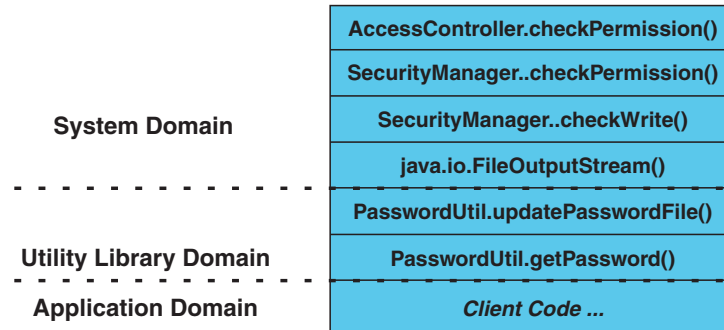 AccessController.checkPermission()
SecurityManager..checkPermission()
System Domain
SecurityManager..checkWrite()
java.io.FileOutputStream()
PasswordUtil.updatePasswordFile()
Utility Library Domain
PasswordUtil.getPassword()
Application Domain
Client Code ...